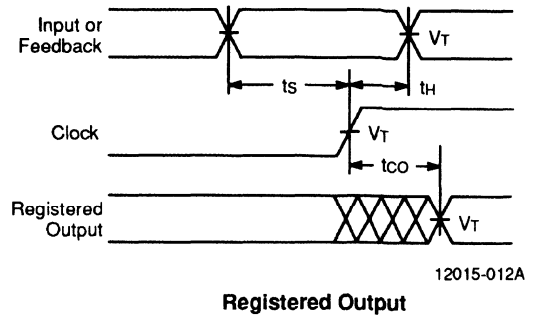 Input or
Feedback
VT
tS
tH
Clock
VT
tCO
Registered
Output
VT
12015-012A
Registered Output